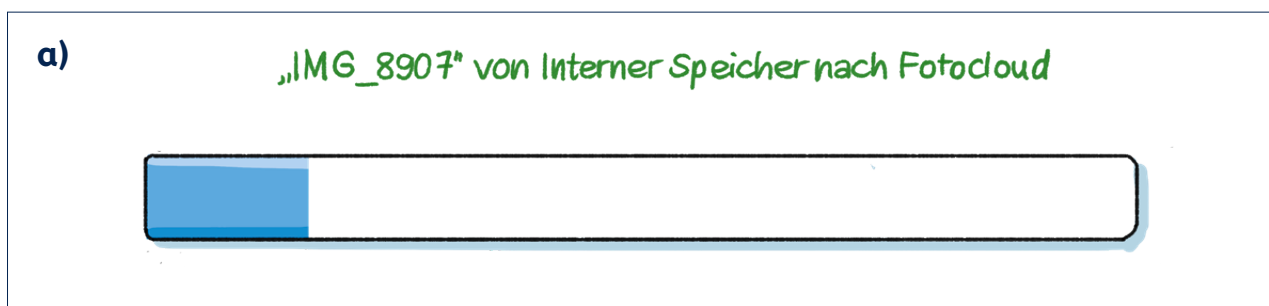 a)
„IMG_8907" von Interner Speicher nach Fotocloud